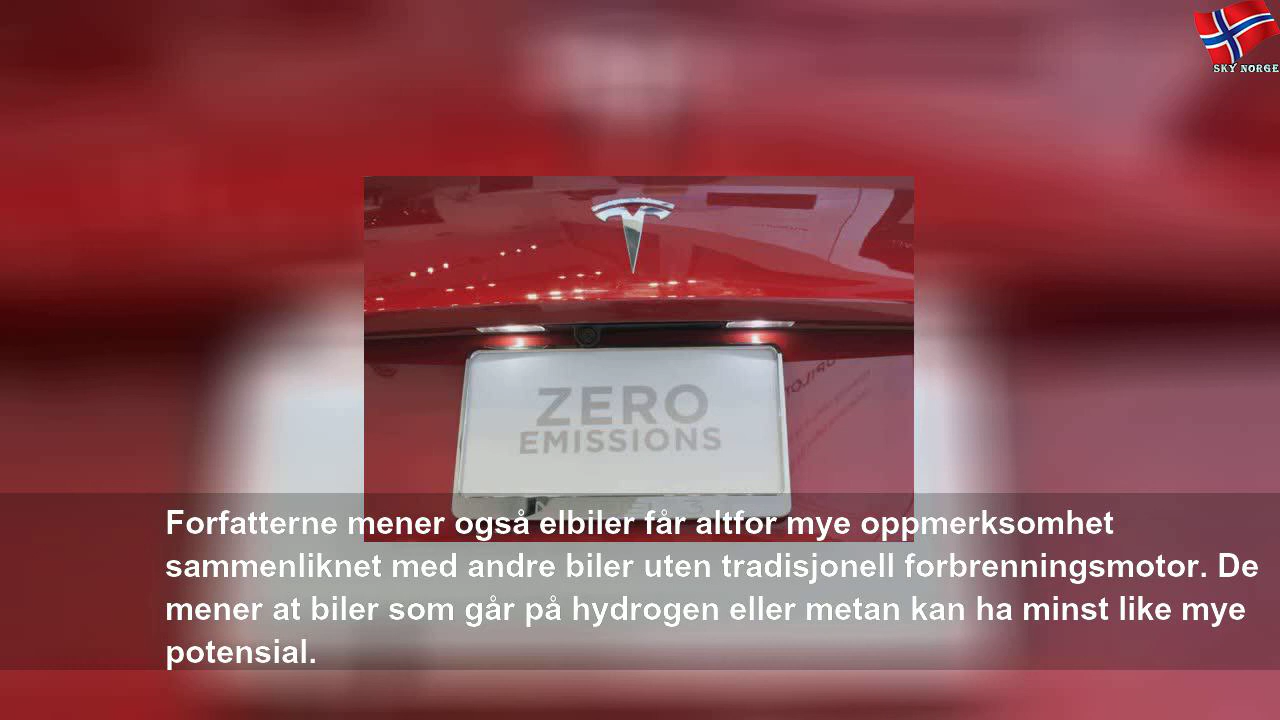 SKY NORGE
ZERO
EMISSIONS
Forfatterne mener også elbiler får altfor mye oppmerksomhet
sammenliknet med andre biler uten tradisjonell forbrenningsmotor. De
mener at biler som går på hydrogen eller metan kan ha minst like mye
potensial.